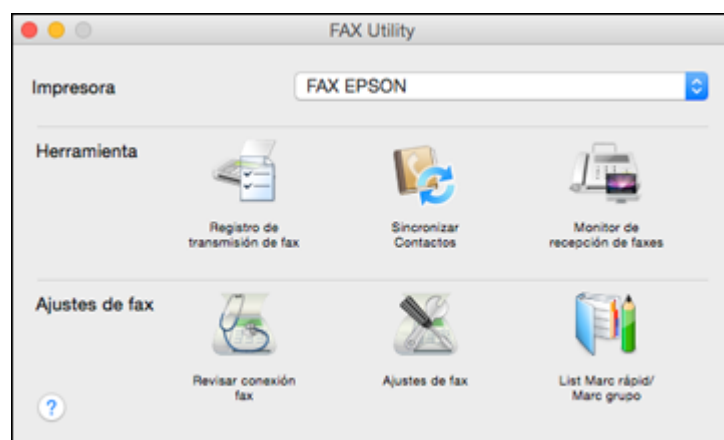 FAX Utility
Impresora
FAX EPSON
Herramienta
Registro de
transmisión de fax
Sincronizar
Contactos
Monitor de
recepción de faxes
Ajustes de fax
Revisar conexión
fax
Ajustes de fax
List Marc rápid/
Marc grupo
?